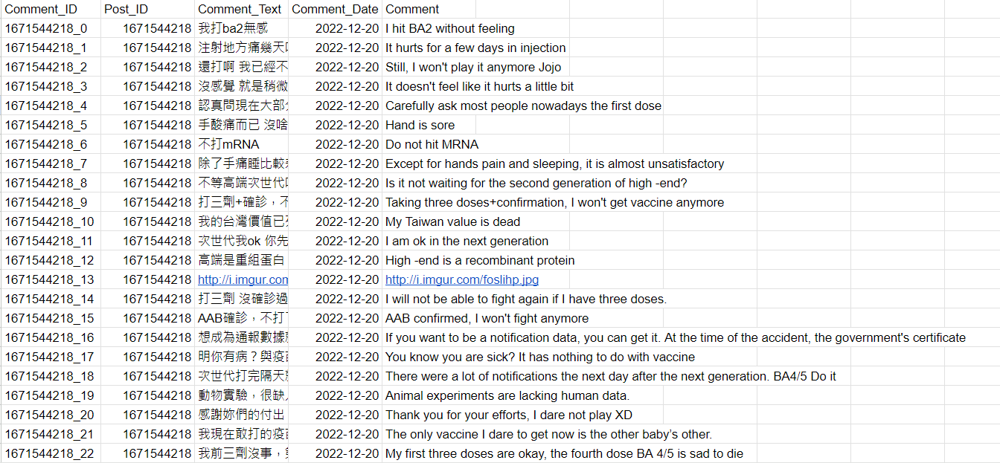 Comment_ID Post_ID Comment_Text Comment_Date Comment
1671544218_0 1671544218 我打ba2無感 2022-12-20 I hit BA2 without feeling
1671544218_1 1671544218 注射地方痛幾天 2022-12-20 It hurts for a few days in injection
1671544218_2 1671544218 還打啊 我已經不 2022-12-20 Still, I won't play it anymore Jojo
1671544218_3 1671544218 沒感覺 就是稍微 2022-12-20 It doesn't feel like it hurts a little bit
1671544218_4 1671544218 認真問現在大部 2022-12-20 Carefully ask most people nowadays the first dose
1671544218_5 1671544218 手酸痛而已 沒啥 2022-12-20 Hand is sore
1671544218_6 1671544218 不打mRNA 2022-12-20 Do not hit MRNA
1671544218_7 1671544218 除了手痛睡比較 2022-12-20 Except for hands pain and sleeping, it is almost unsatisfactory
1671544218_8 1671544218 不等高端次世代 2022-12-20 Is it not waiting for the second generation of high -end?
1671544218_9 1671544218 打三劑+確診，不 2022-12-20 Taking three doses+confirmation, I won't get vaccine anymore
1671544218_10 1671544218 我的台灣價值已 2022-12-20 My Taiwan value is dead
1671544218_11 1671544218 次世代我ok 你先 2022-12-20 I am ok in the next generation
1671544218_12 1671544218 高端是重組蛋白 2022-12-20 High -end is a recombinant protein
1671544218_13 1671544218 http://i.imgur.com 2022-12-20 http://i.imgur.com/foslihp.jpg
1671544218_14 1671544218 打三劑 沒確診過 2022-12-20 I will not be able to fight again if I have three doses.
1671544218_15 1671544218 AAB確診，不打 2022-12-20 AAB confirmed, I won't fight anymore
1671544218_16 1671544218 想成為通報數據 2022-12-20 If you want to be a notification data, you can get it. At the time of the accident, the government's certificate
1671544218_17 1671544218 明你有病？與疫 2022-12-20 You know you are sick? It has nothing to do with vaccine
1671544218_18 1671544218 次世代打完隔天 2022-12-20 There were a lot of notifications the next day after the next generation. BA4/5 Do it
1671544218_19 1671544218 動物實驗，很缺 2022-12-20 Animal experiments are lacking human data.
1671544218_20 1671544218 感謝妳們的付出 2022-12-20 Thank you for your efforts, I dare not play XD
1671544218_21 1671544218 我現在敢打的疫 2022-12-20 The only vaccine I dare to get now is the other baby’s other.
1671544218_22 1671544218 我前三劑沒事， 2022-12-20 My first three doses are okay, the fourth dose BA 4/5 is sad to die